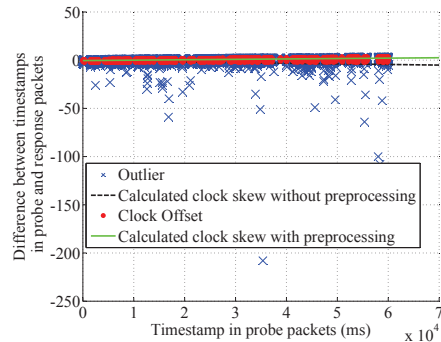 50
0
-50
-100
-150
-200
-250
Difference between timestamps
in probe and response packets
Outlier
Calculated clock skew without preprocessing
Clock Offset
Calculated clock skew with preprocessing
0 1 2 3 4 5 6 7
x 10^4
Timestamp in probe packets (ms)